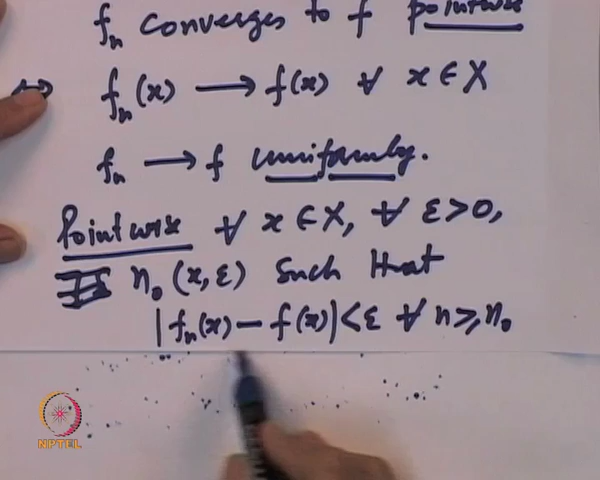 fn converges to f pointwise
⟷ fn(x) ⟶ f(x) ∀ x ∈ X
fn ⟶ f uniformly.
Pointwise ∀ x ∈ X, ∀ ε > 0,
∃ n₀(x, ε) such that
|fn(x) − f(x)| < ε ∀ n ≥ n₀
NPTEL